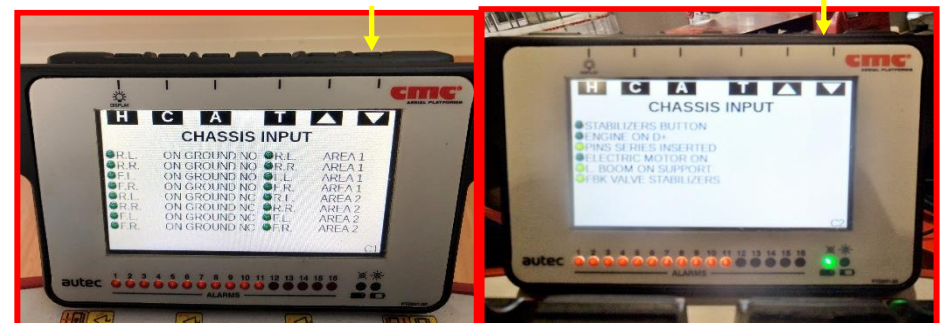 cmc
AERIAL PLATFORMS
DISPLAY
H C A T
CHASSIS INPUT
R.L. ON GROUND NO R.L. AREA 1
R.R. ON GROUND NO R.R. AREA 1
F.L. ON GROUND NO F.L. AREA 1
F.R. ON GROUND NO F.R. AREA 1
R.L. ON GROUND NC R.L. AREA 2
R.R. ON GROUND NC R.R. AREA 2
F.L. ON GROUND NC F.L. AREA 2
F.R. ON GROUND NC F.R. AREA 2
C1
autec
1 2 3 4 5 6 7 8 9 10 11 12 13 14 15 16
ALARMS
cmc
AERIAL PLATFORMS
H C A T
CHASSIS INPUT
STABILIZERS BUTTON
ENGINE ON D+
PINS SERIES INSERTED
ELECTRIC MOTOR ON
L. BOOM ON SUPPORT
FBK VALVE STABILIZERS
C2
autec
1 2 3 4 5 6 7 8 9 10 11 12 13 14 15 16
ALARMS